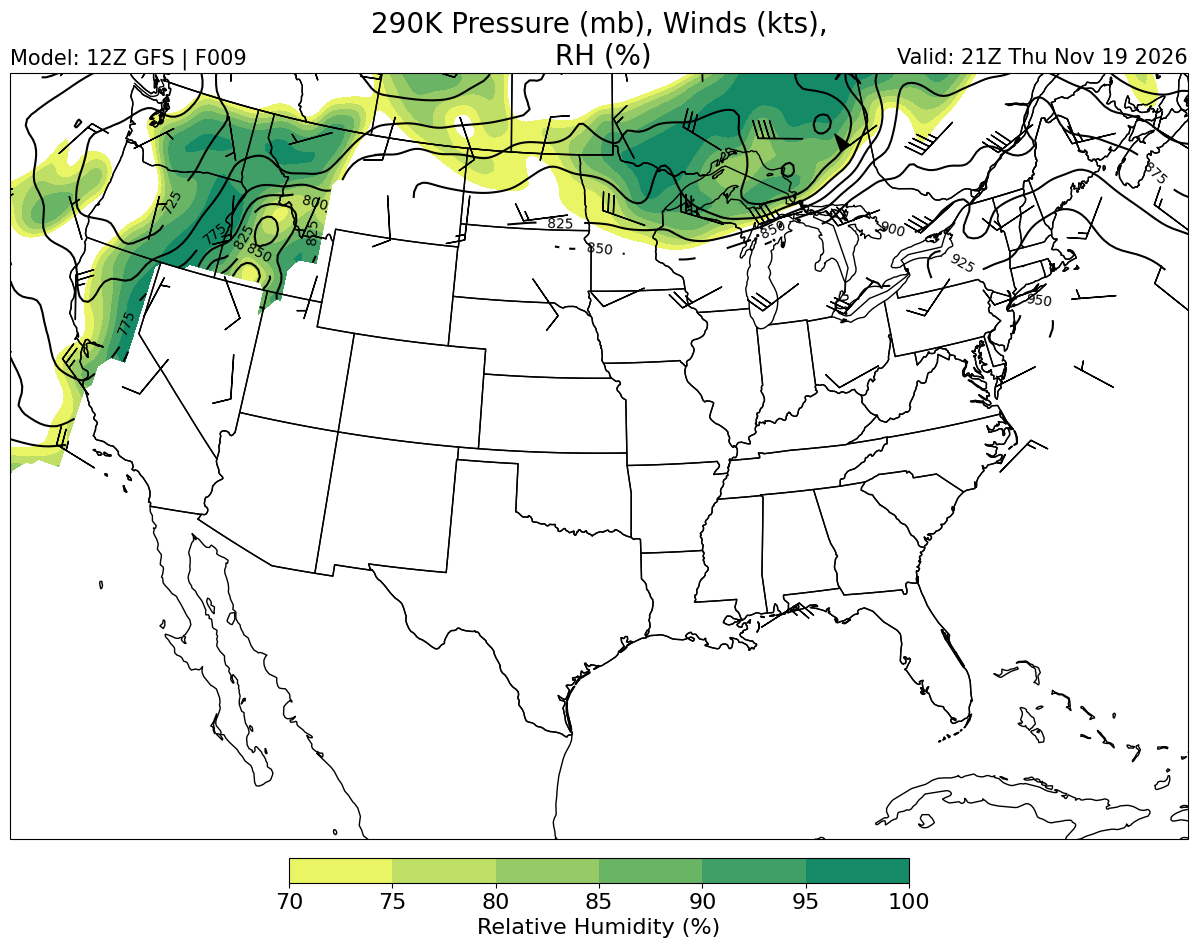 290K Pressure (mb), Winds (kts),
RH (%)
Model: 12Z GFS | F009
Valid: 21Z Thu Nov 19 2026
875
725
800
775
825
825
850
825
850
850
900
925
950
775
70 75 80 85 90 95 100
Relative Humidity (%)